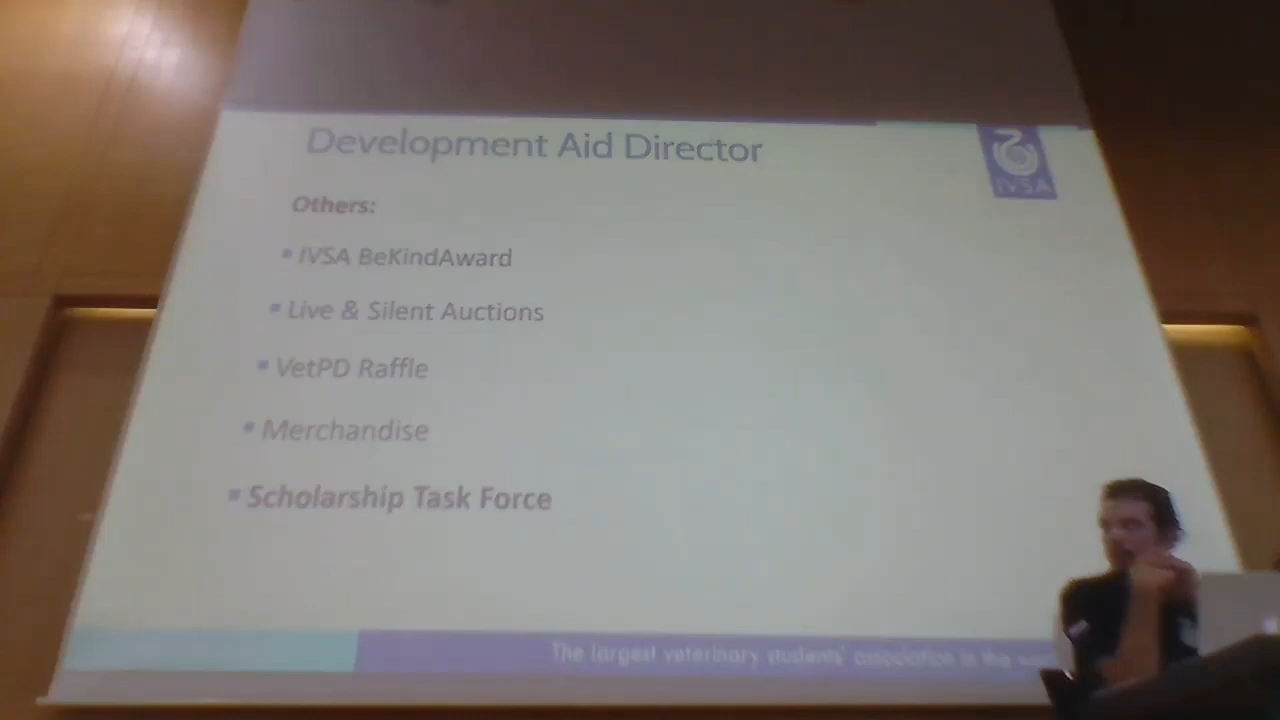 Development Aid Director
IVSA
Others:
IVSA BeKindAward
Live & Silent Auctions
VetPD Raffle
Merchandise
Scholarship Task Force
The largest veterinary students' association in the